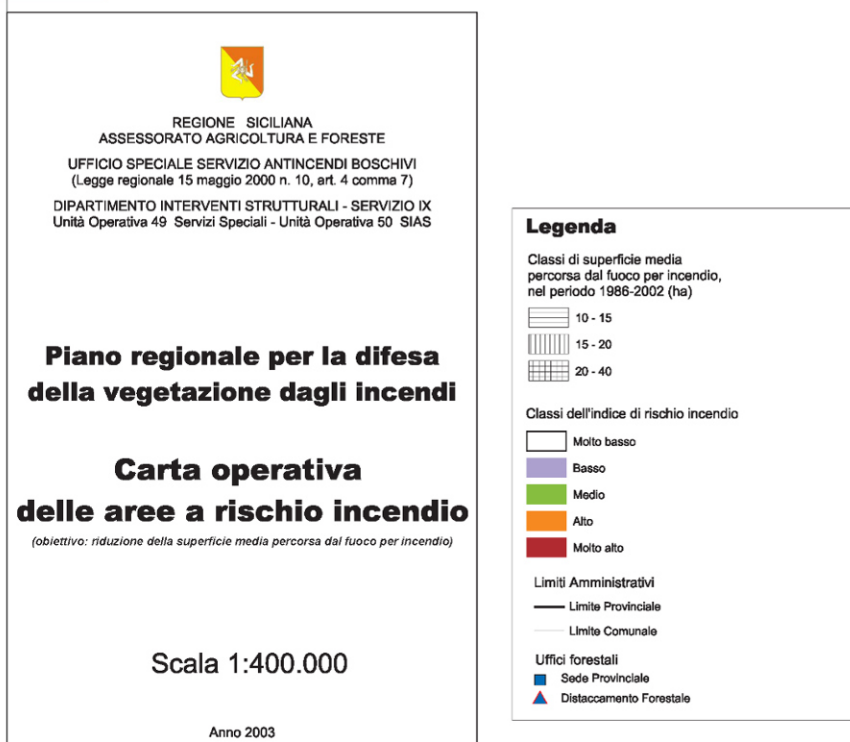 REGIONE SICILIANA
ASSESSORATO AGRICOLTURA E FORESTE
UFFICIO SPECIALE SERVIZIO ANTINCENDI BOSCHIVI
(Legge regionale 15 maggio 2000 n. 10, art. 4 comma 7)
DIPARTIMENTO INTERVENTI STRUTTURALI - SERVIZIO IX
Unità Operativa 49 Servizi Speciali - Unità Operativa 50 SIAS
Piano regionale per la difesa
della vegetazione dagli incendi
Carta operativa
delle aree a rischio incendio
(obiettivo: riduzione della superficie media percorsa dal fuoco per incendio)
Scala 1:400.000
Anno 2003
Legenda
Classi di superficie media
percorsa dal fuoco per incendio,
nel periodo 1986-2002 (ha)
10 - 15
15 - 20
20 - 40
Classi dell'indice di rischio incendio
Molto basso
Basso
Medio
Alto
Molto alto
Limiti Amministrativi
Limite Provinciale
Limite Comunale
Uffici forestali
Sede Provinciale
Distaccamento Forestale